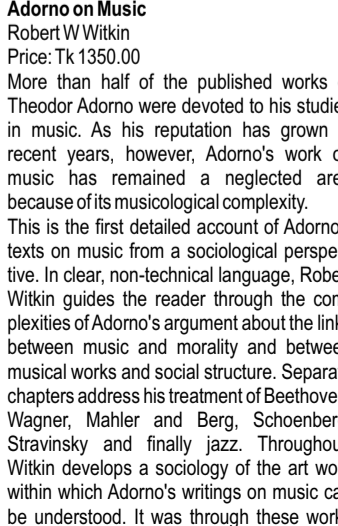 Adorno on Music
Robert W Witkin
Price: Tk 1350.00
More than half of the published works
Theodor Adorno were devoted to his studie
in music. As his reputation has grown
recent years, however, Adorno's work o
music has remained a neglected are
because of its musicological complexity.
This is the first detailed account of Adorno
texts on music from a sociological perspe
tive. In clear, non-technical language, Robe
Witkin guides the reader through the com
plexities of Adorno's argument about the link
between music and morality and betwee
musical works and social structure. Separa
chapters address his treatment of Beethove
Wagner, Mahler and Berg, Schoenber
Stravinsky and finally jazz. Throughou
Witkin develops a sociology of the art wo
within which Adorno's writings on music ca
be understood. It was through these work